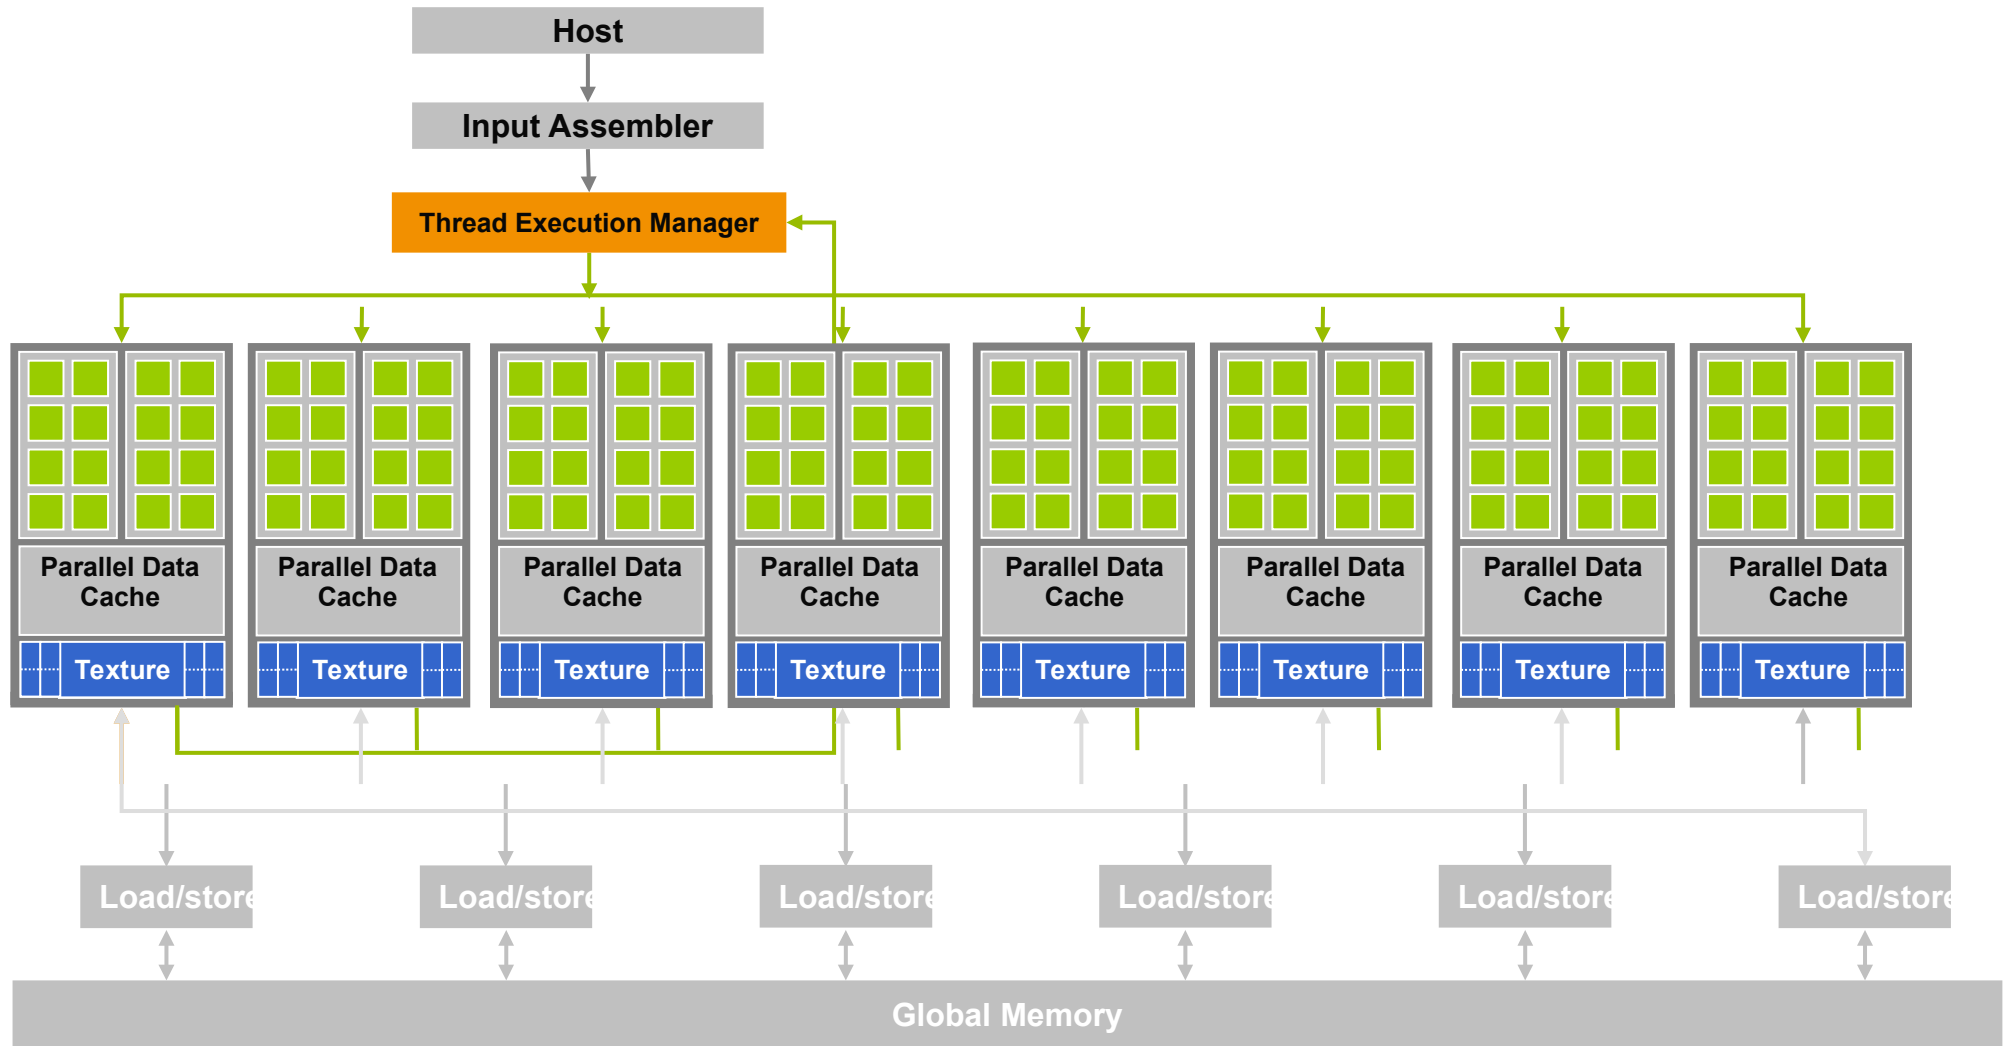 Host
Input Assembler
Thread Execution Manager
Parallel Data
Cache
Parallel Data
Cache
Parallel Data
Cache
Parallel Data
Cache
Parallel Data
Cache
Parallel Data
Cache
Parallel Data
Cache
Parallel Data
Cache
Texture
Texture
Texture
Texture
Texture
Texture
Texture
Texture
Load/store
Load/store
Load/store
Load/store
Load/store
Load/store
Global Memory